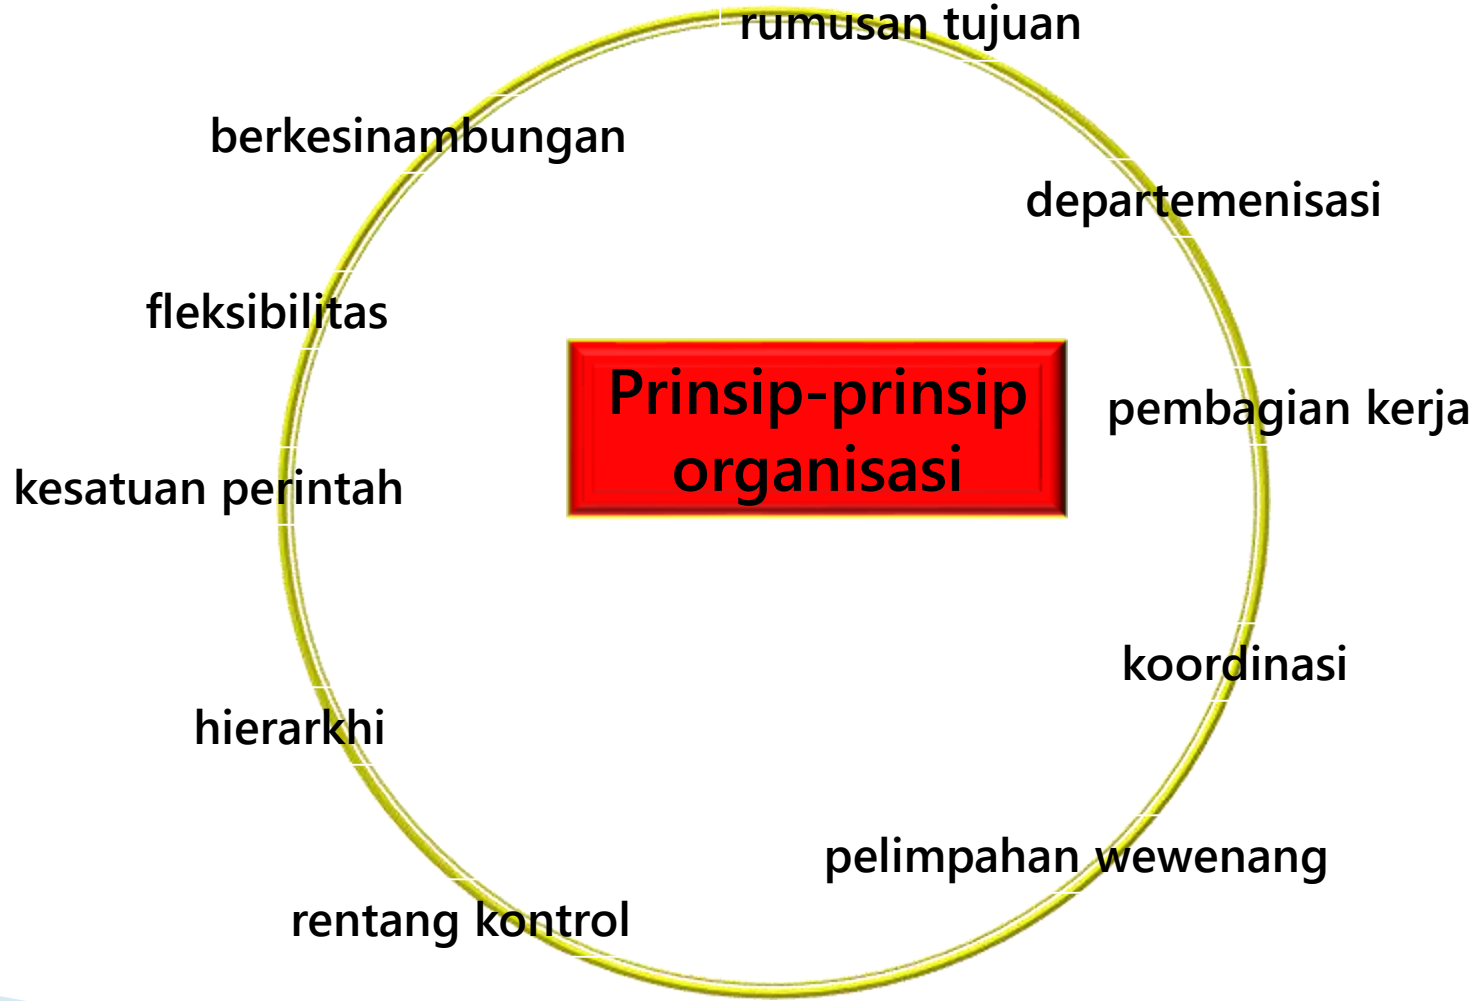 rumusan tujuan
berkesinambungan
departemenisasi
fleksibilitas
Prinsip-prinsip
organisasi
pembagian kerja
kesatuan perintah
koordinasi
hierarkhi
pelimpahan wewenang
rentang kontrol